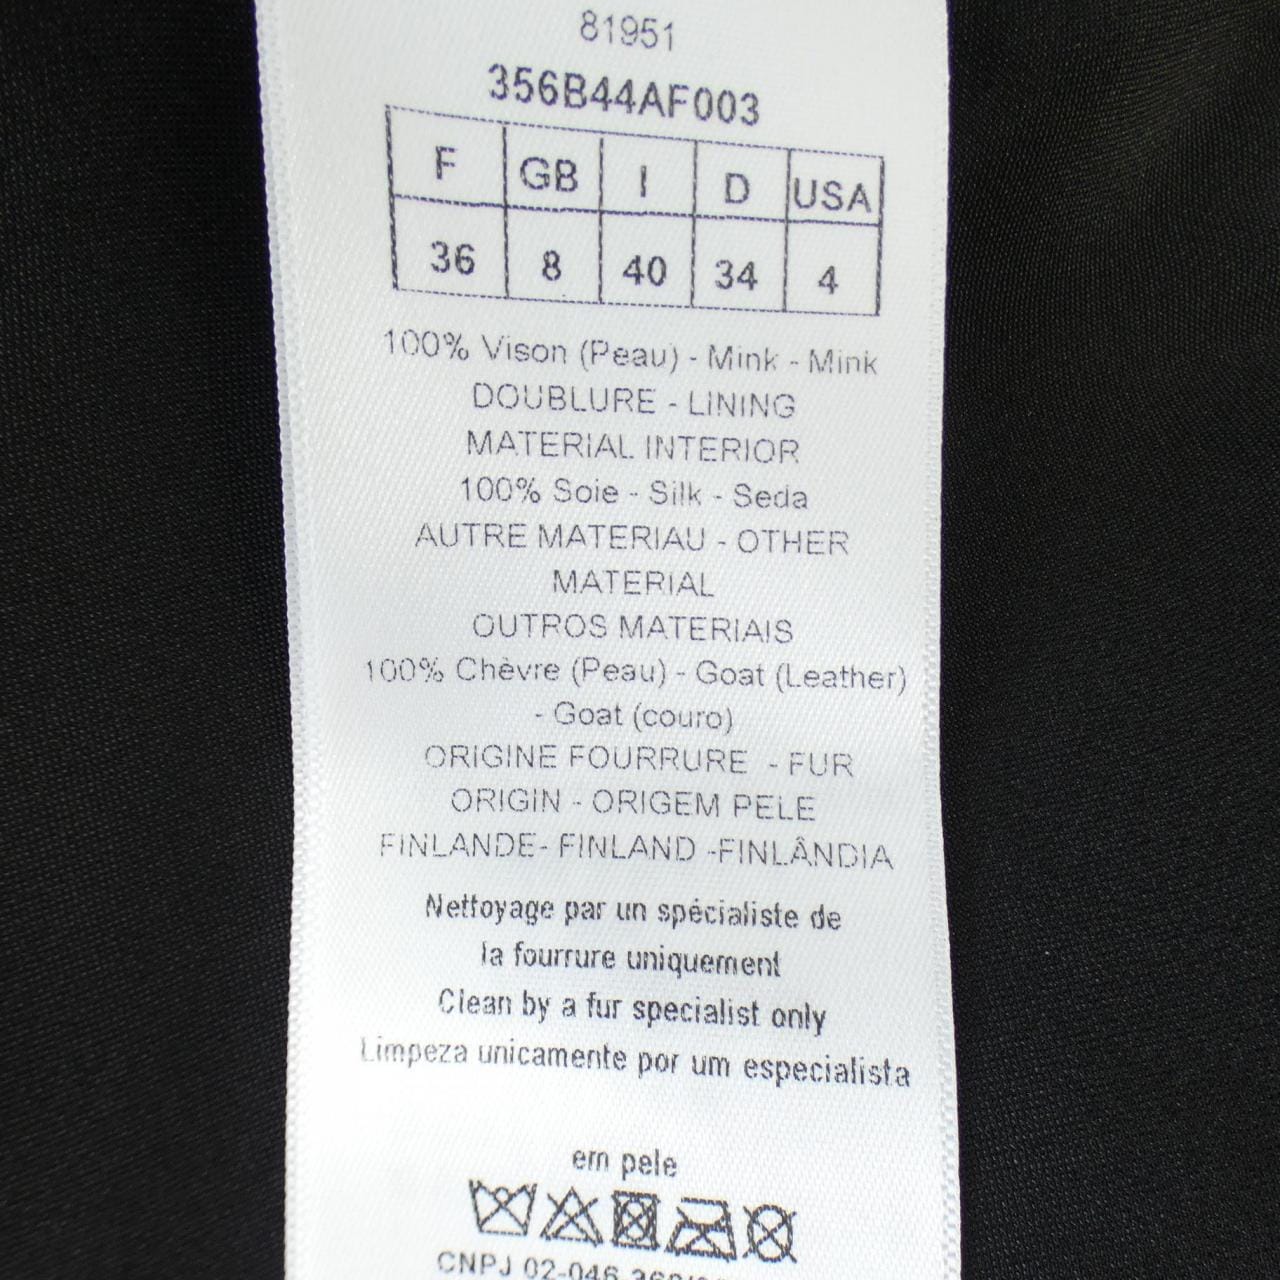 81951
356B44AF003
F GB I D USA
36 8 40 34 4
100% Vison (Peau) - Mink - Mink
DOUBLURE - LINING
MATERIAL INTERIOR
100% Soie - Silk - Seda
AUTRE MATERIAU - OTHER
MATERIAL
OUTROS MATERIAIS
100% Chèvre (Peau) - Goat (Leather)
- Goat (couro)
ORIGINE FOURRURE - FUR
ORIGIN - ORIGEM PELE
FINLANDE- FINLAND -FINLÂNDIA
Nettoyage par un spécialiste de
la fourrure uniquement
Clean by a fur specialist only
Limpeza unicamente por um especialista
em pele
CNPJ 02-046